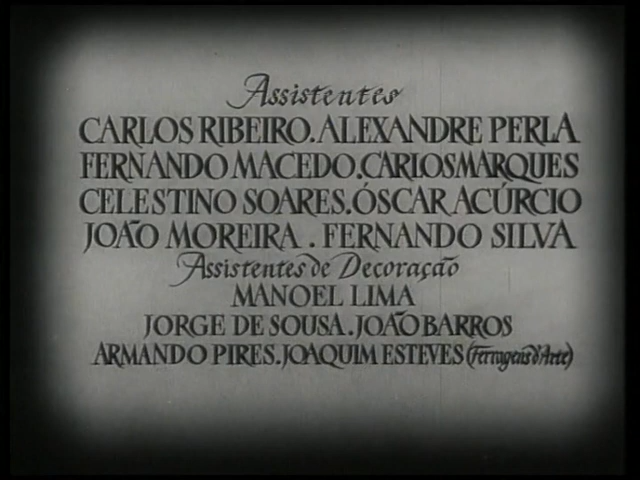 Assistentes
CARLOS RIBEIRO. ALEXANDRE PERLA
FERNANDO MACEDO. CARLOS MARQUES
CELESTINO SOARES. ÓSCAR ACÚRCIO
JOÃO MOREIRA. FERNANDO SILVA
Assistentes de Decoração
MANOEL LIMA
JORGE DE SOUSA. JOÃO BARROS
ARMANDO PIRES. JOAQUIM ESTEVES (Ferragens d'Arte)